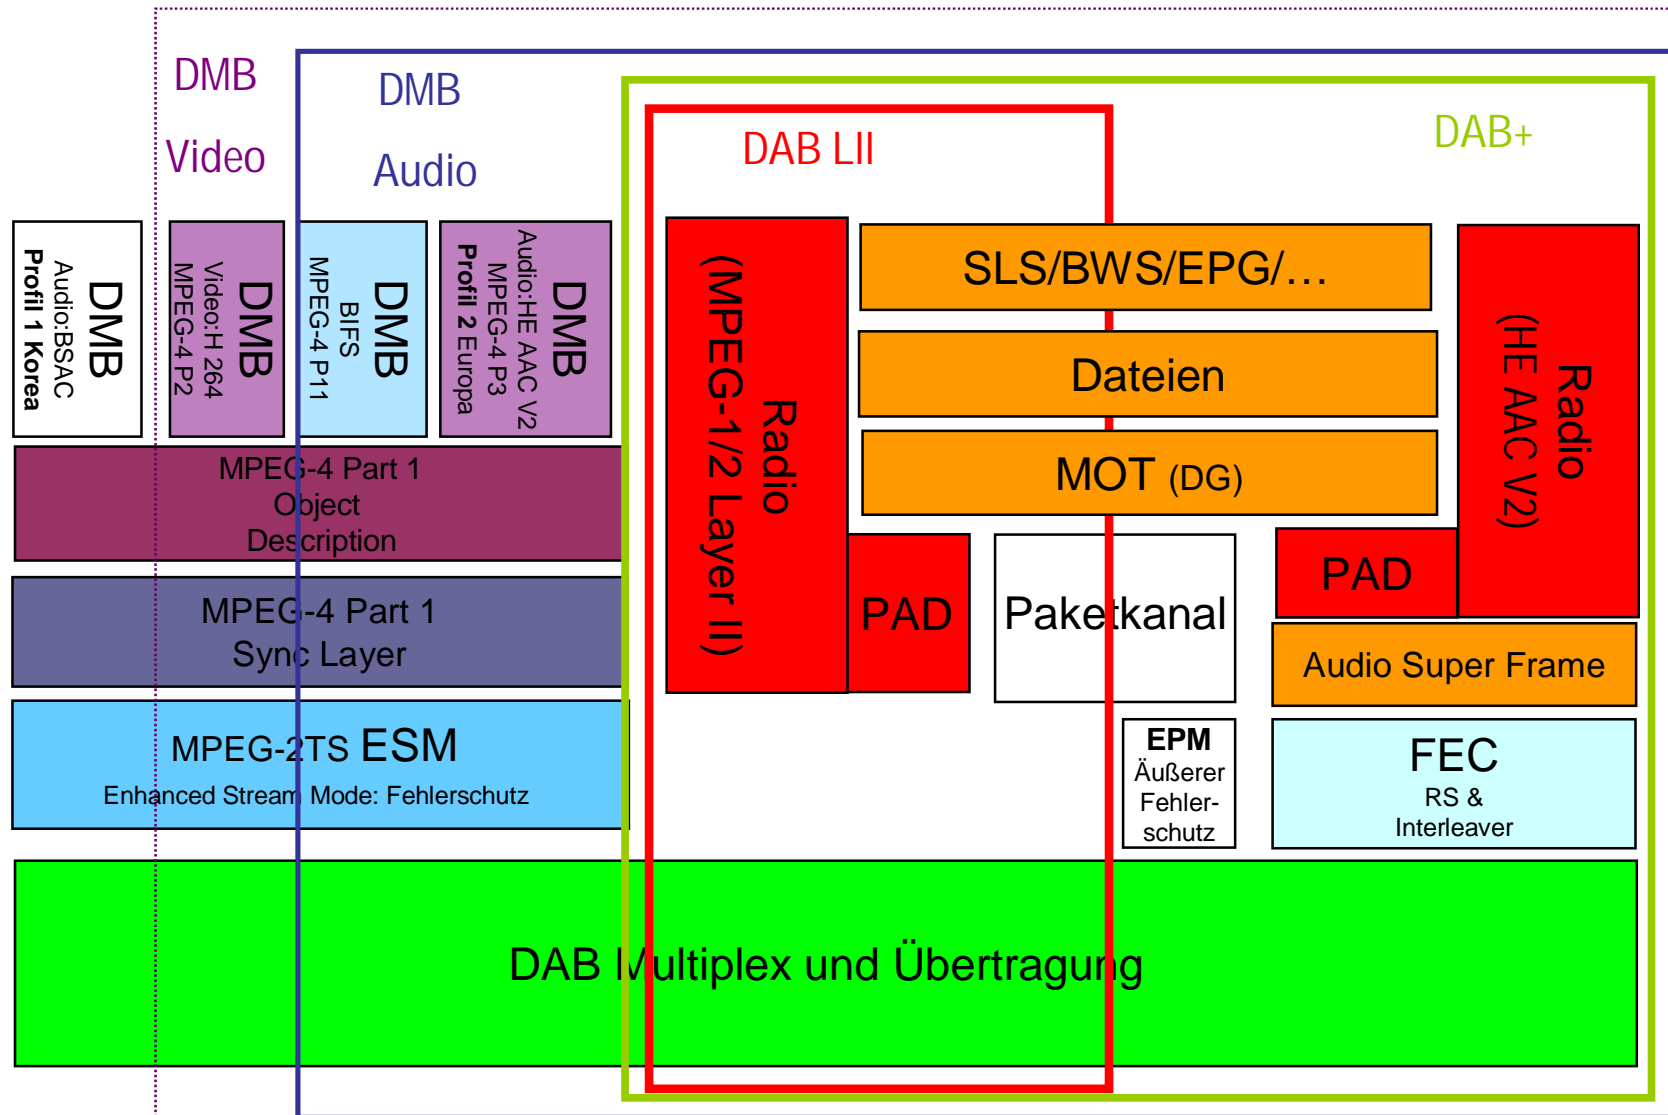 DMB
Video
DMB
Audio
DAB LII
DAB+
DMB
Audio:BSAC
Profil 1 Korea
DMB
Video:H 264
MPEG-4 P2
DMB
BIFS
MPEG-4 P11
DMB
Audio:HE AAC V2
MPEG-4 P3
Profil 2 Europa
Radio
(MPEG-1/2 Layer II)
SLS/BWS/EPG/…
Dateien
MOT (DG)
Radio
(HE AAC V2)
MPEG-4 Part 1
Object
Description
PAD
Paketkanal
PAD
MPEG-4 Part 1
Sync Layer
Audio Super Frame
MPEG-2TS ESM
Enhanced Stream Mode: Fehlerschutz
EPM
Äußerer
Fehler-
schutz
FEC
RS &
Interleaver
DAB Multiplex und Übertragung